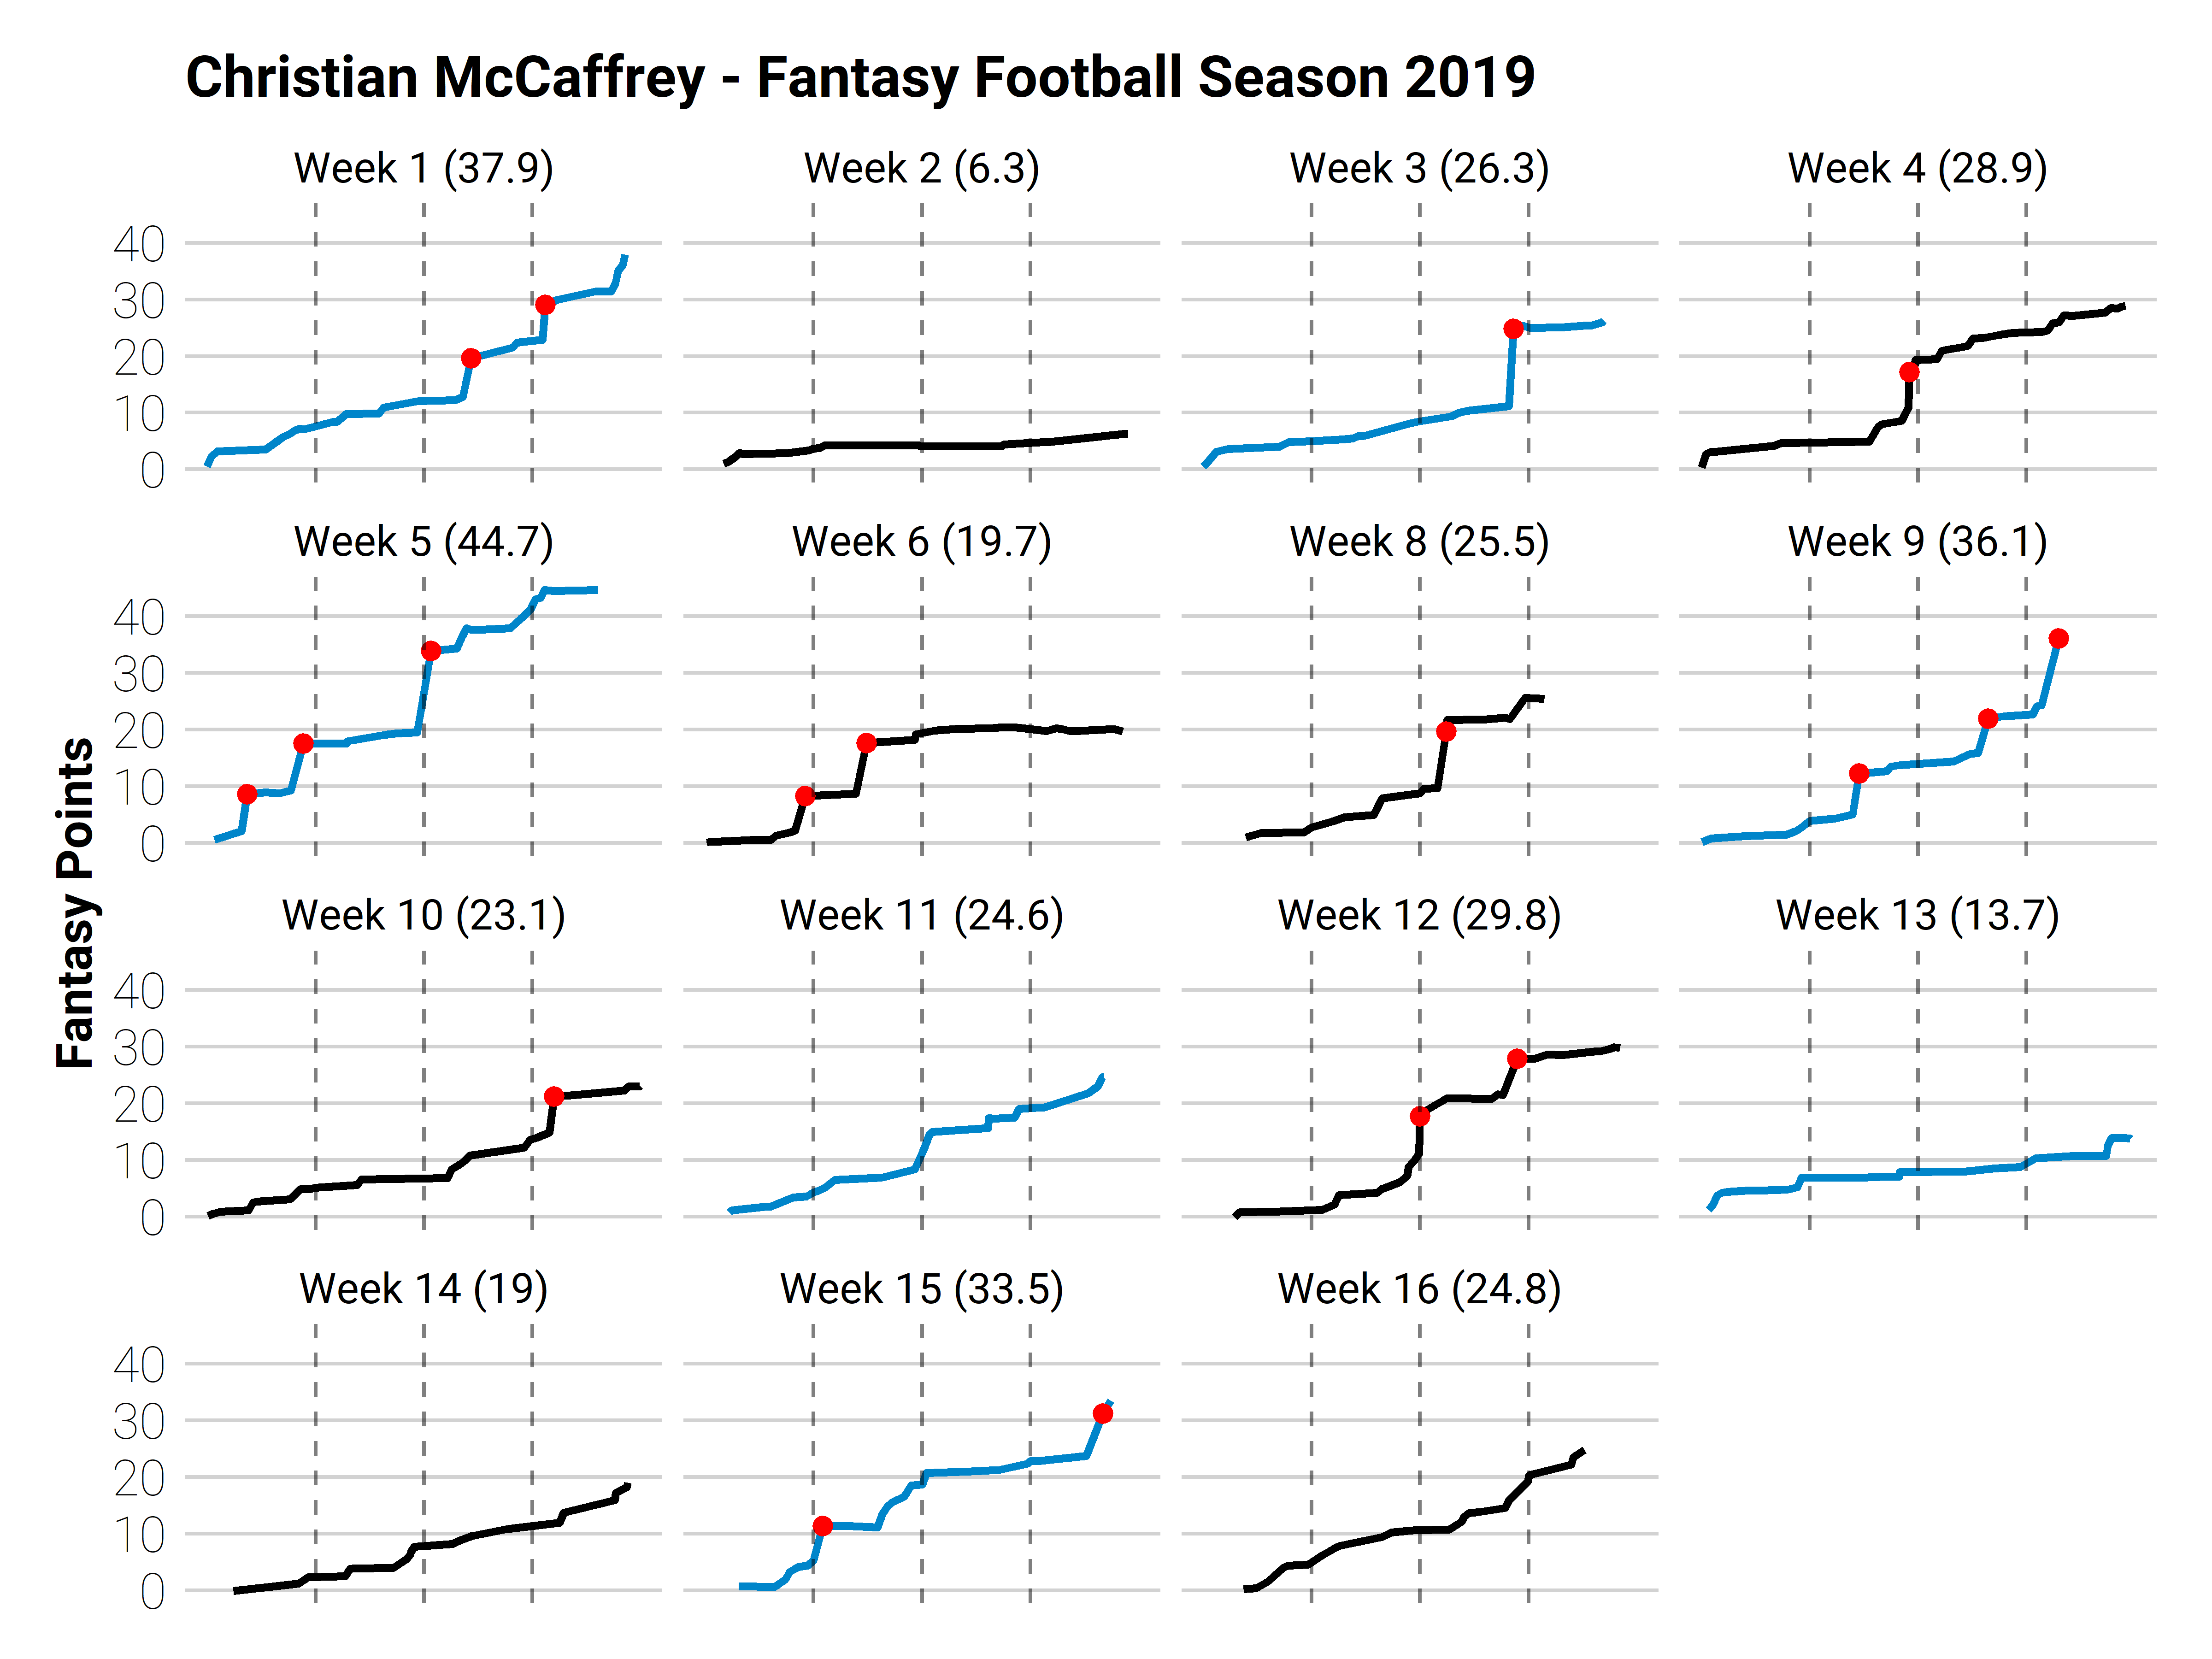 Christian McCaffrey - Fantasy Football Season 2019
Week 1 (37.9)
Week 2 (6.3)
Week 3 (26.3)
Week 4 (28.9)
40
30
20
10
0
Week 5 (44.7)
Week 6 (19.7)
Week 8 (25.5)
Week 9 (36.1)
40
30
20
10
0
Fantasy Points
Week 10 (23.1)
Week 11 (24.6)
Week 12 (29.8)
Week 13 (13.7)
40
30
20
10
0
Week 14 (19)
Week 15 (33.5)
Week 16 (24.8)
40
30
20
10
0